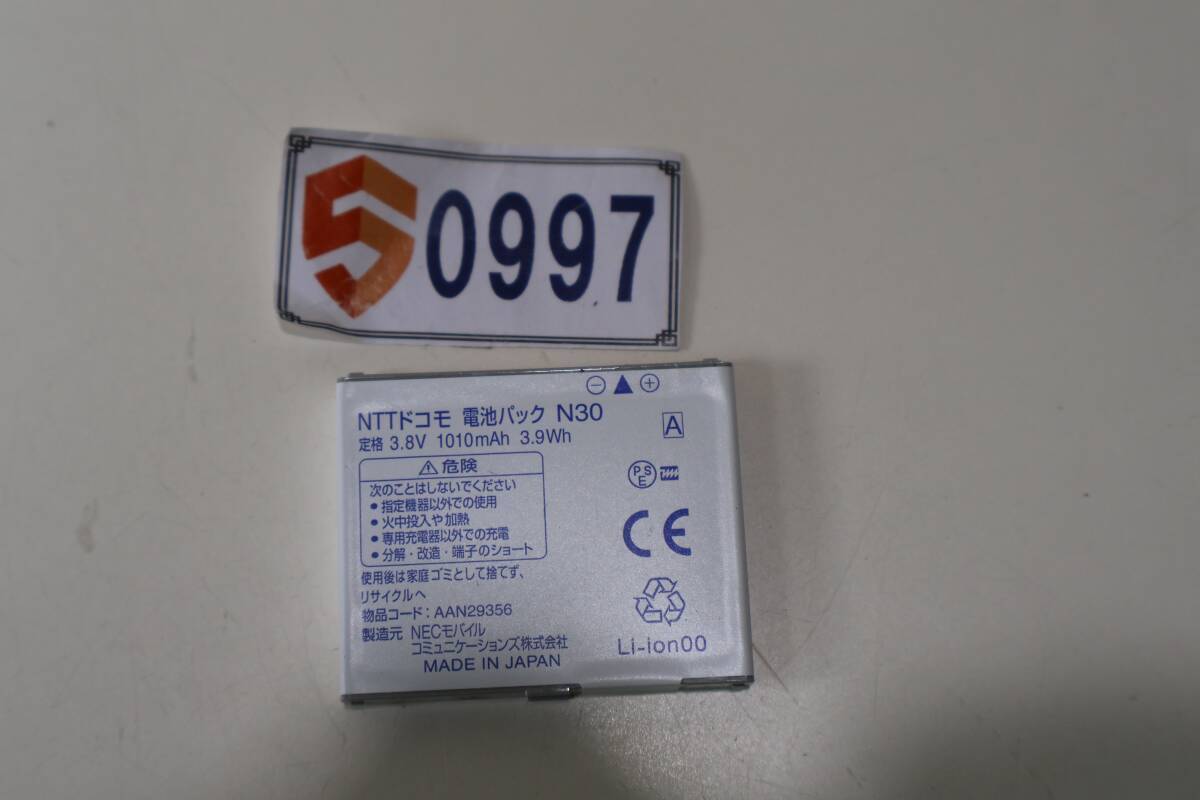 0997
NTTドコモ 電池パック N30
定格 3.8V 1010mAh 3.9Wh
A
危険
次のことはしないでください
●指定機器以外での使用
●火中投入や加熱
●専用充電器以外での充電
●分解・改造・端子のショート
使用後は家庭ゴミとして捨てず、
リサイクルへ
物品コード:AAN29356
製造元 NECモバイル
コミュニケーションズ株式会社
MADE IN JAPAN
PSE
CE
Li-ion00